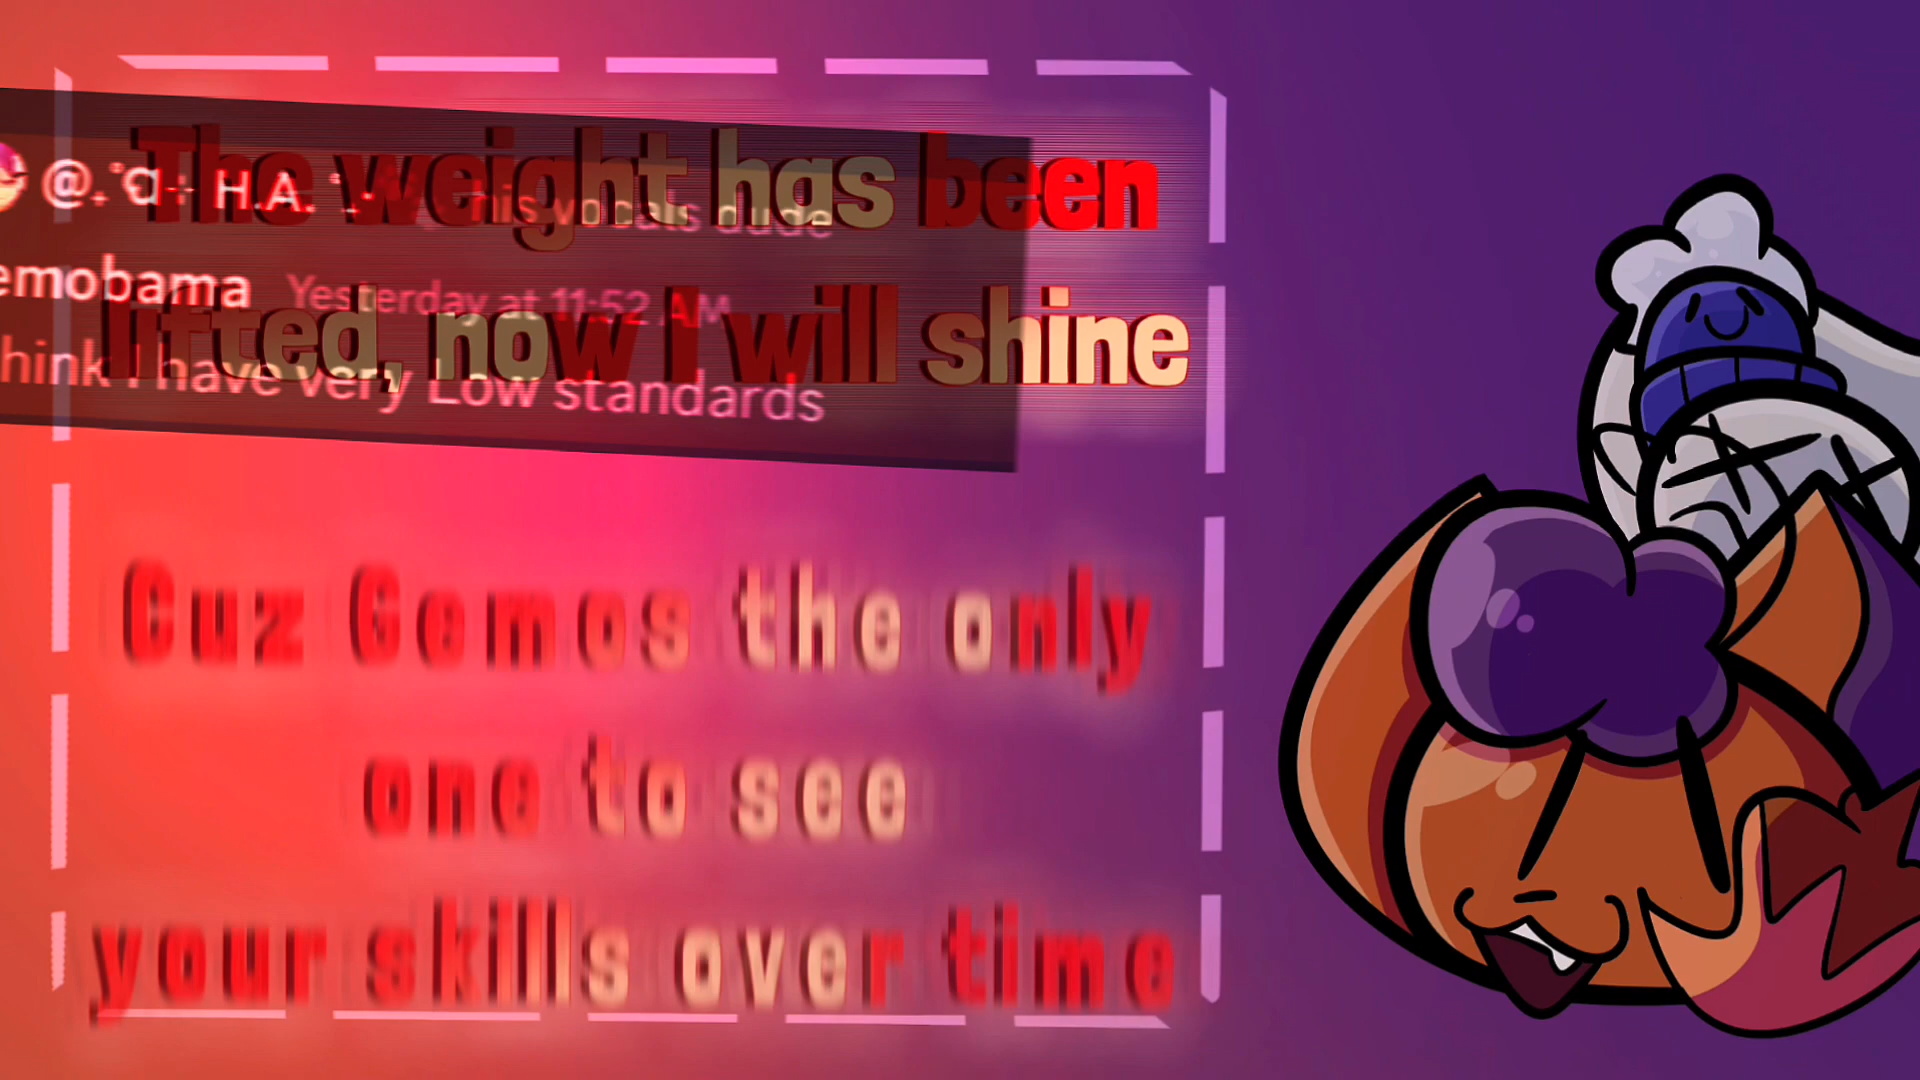 The weight has been
lifted, now I will shine
@.˚ᗡ⊹ H.A. his vocals dude
emobama Yesterday at 11:52 AM
hink I have very Low standards
Cuz Gemos the only
one to see
your skills over time